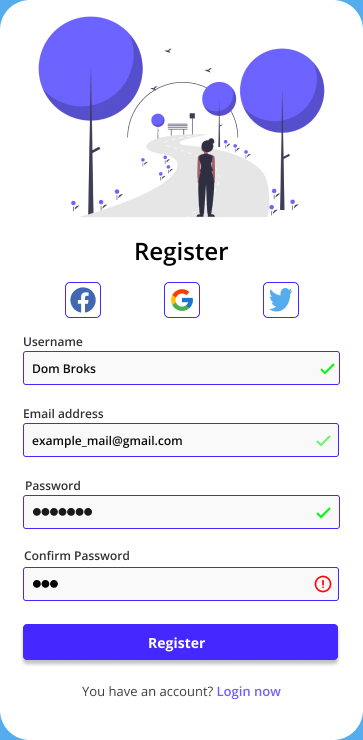 Register
Username
Dom Broks
Email address
example_mail@gmail.com
Password
●●●●●●●
Confirm Password
●●●
Register
You have an account? Login now